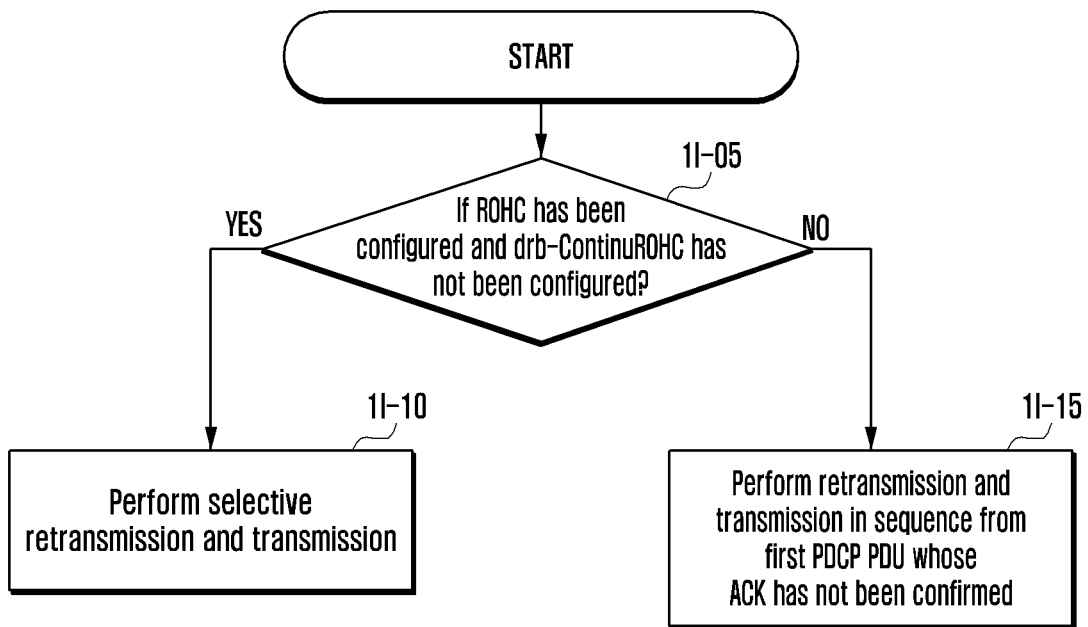 START
1I-05
If ROHC has been
configured and drb-ContinuROHC has
not been configured?
YES
NO
1I-10
Perform selective
retransmission and transmission
1I-15
Perform retransmission and
transmission in sequence from
first PDCP PDU whose
ACK has not been confirmed